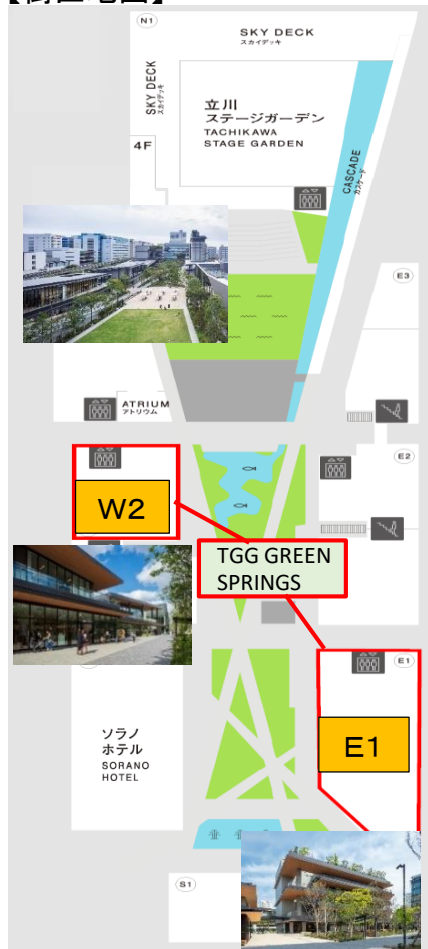 N1
SKY DECK
スカイデッキ
SKY DECK
スカイデッキ
立川
ステージガーデン
TACHIKAWA
STAGE GARDEN
4F
CASCADE
カスケード
E3
ATRIUM
アトリウム
E2
W2
TGG GREEN
SPRINGS
E1
E1
ソラノ
ホテル
SORANO
HOTEL
S1